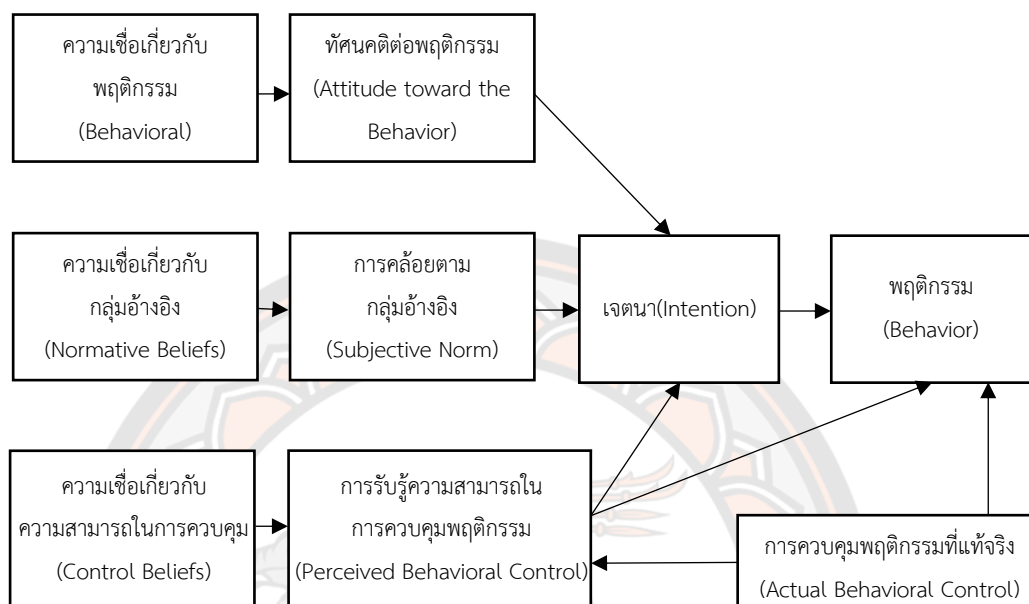 ความเชื่อเกี่ยวกับ
พฤติกรรม
(Behavioral)
ทัศนคติต่อพฤติกรรม
(Attitude toward the
Behavior)
ความเชื่อเกี่ยวกับ
กลุ่มอ้างอิง
(Normative Beliefs)
การคล้อยตาม
กลุ่มอ้างอิง
(Subjective Norm)
เจตนา(Intention)
พฤติกรรม
(Behavior)
ความเชื่อเกี่ยวกับ
ความสามารถในการควบคุม
(Control Beliefs)
การรับรู้ความสามารถใน
การควบคุมพฤติกรรม
(Perceived Behavioral Control)
การควบคุมพฤติกรรมที่แท้จริง
(Actual Behavioral Control)